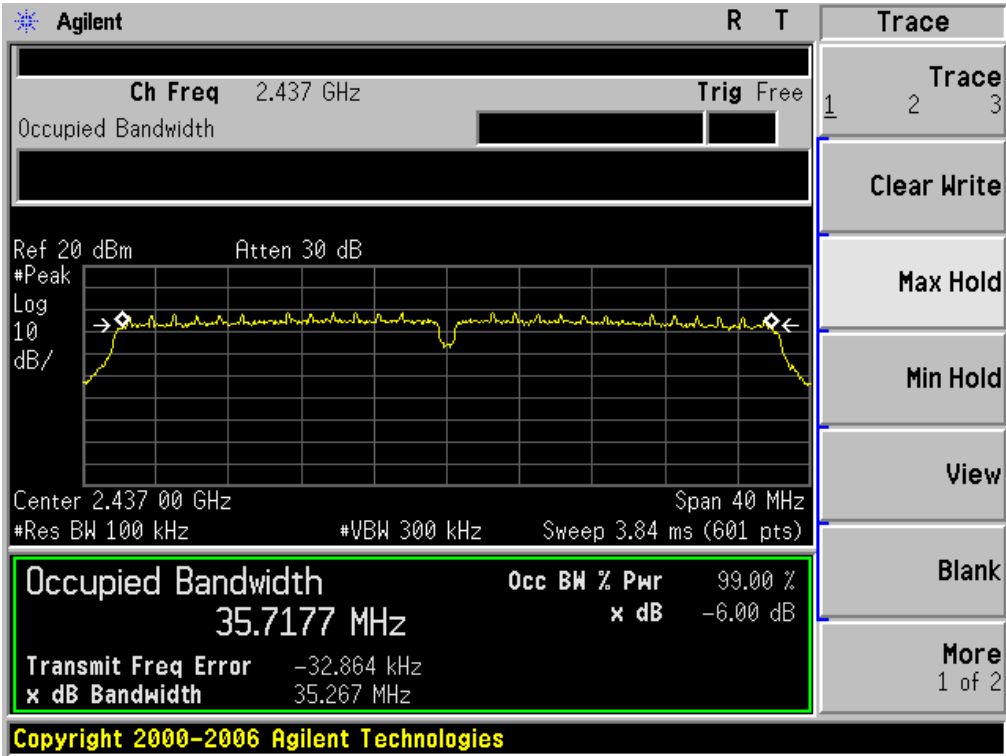 Agilent R T
Ch Freq 2.437 GHz Trig Free
Occupied Bandwidth
Ref 20 dBm Atten 30 dB
#Peak
Log
10
dB/
Center 2.437 00 GHz Span 40 MHz
#Res BW 100 kHz #VBW 300 kHz Sweep 3.84 ms (601 pts)
Occupied Bandwidth Occ BW % Pwr 99.00 %
35.7177 MHz x dB -6.00 dB
Transmit Freq Error -32.864 kHz
x dB Bandwidth 35.267 MHz
Copyright 2000-2006 Agilent Technologies
Trace
Trace
1 2 3
Clear Write
Max Hold
Min Hold
View
Blank
More
1 of 2